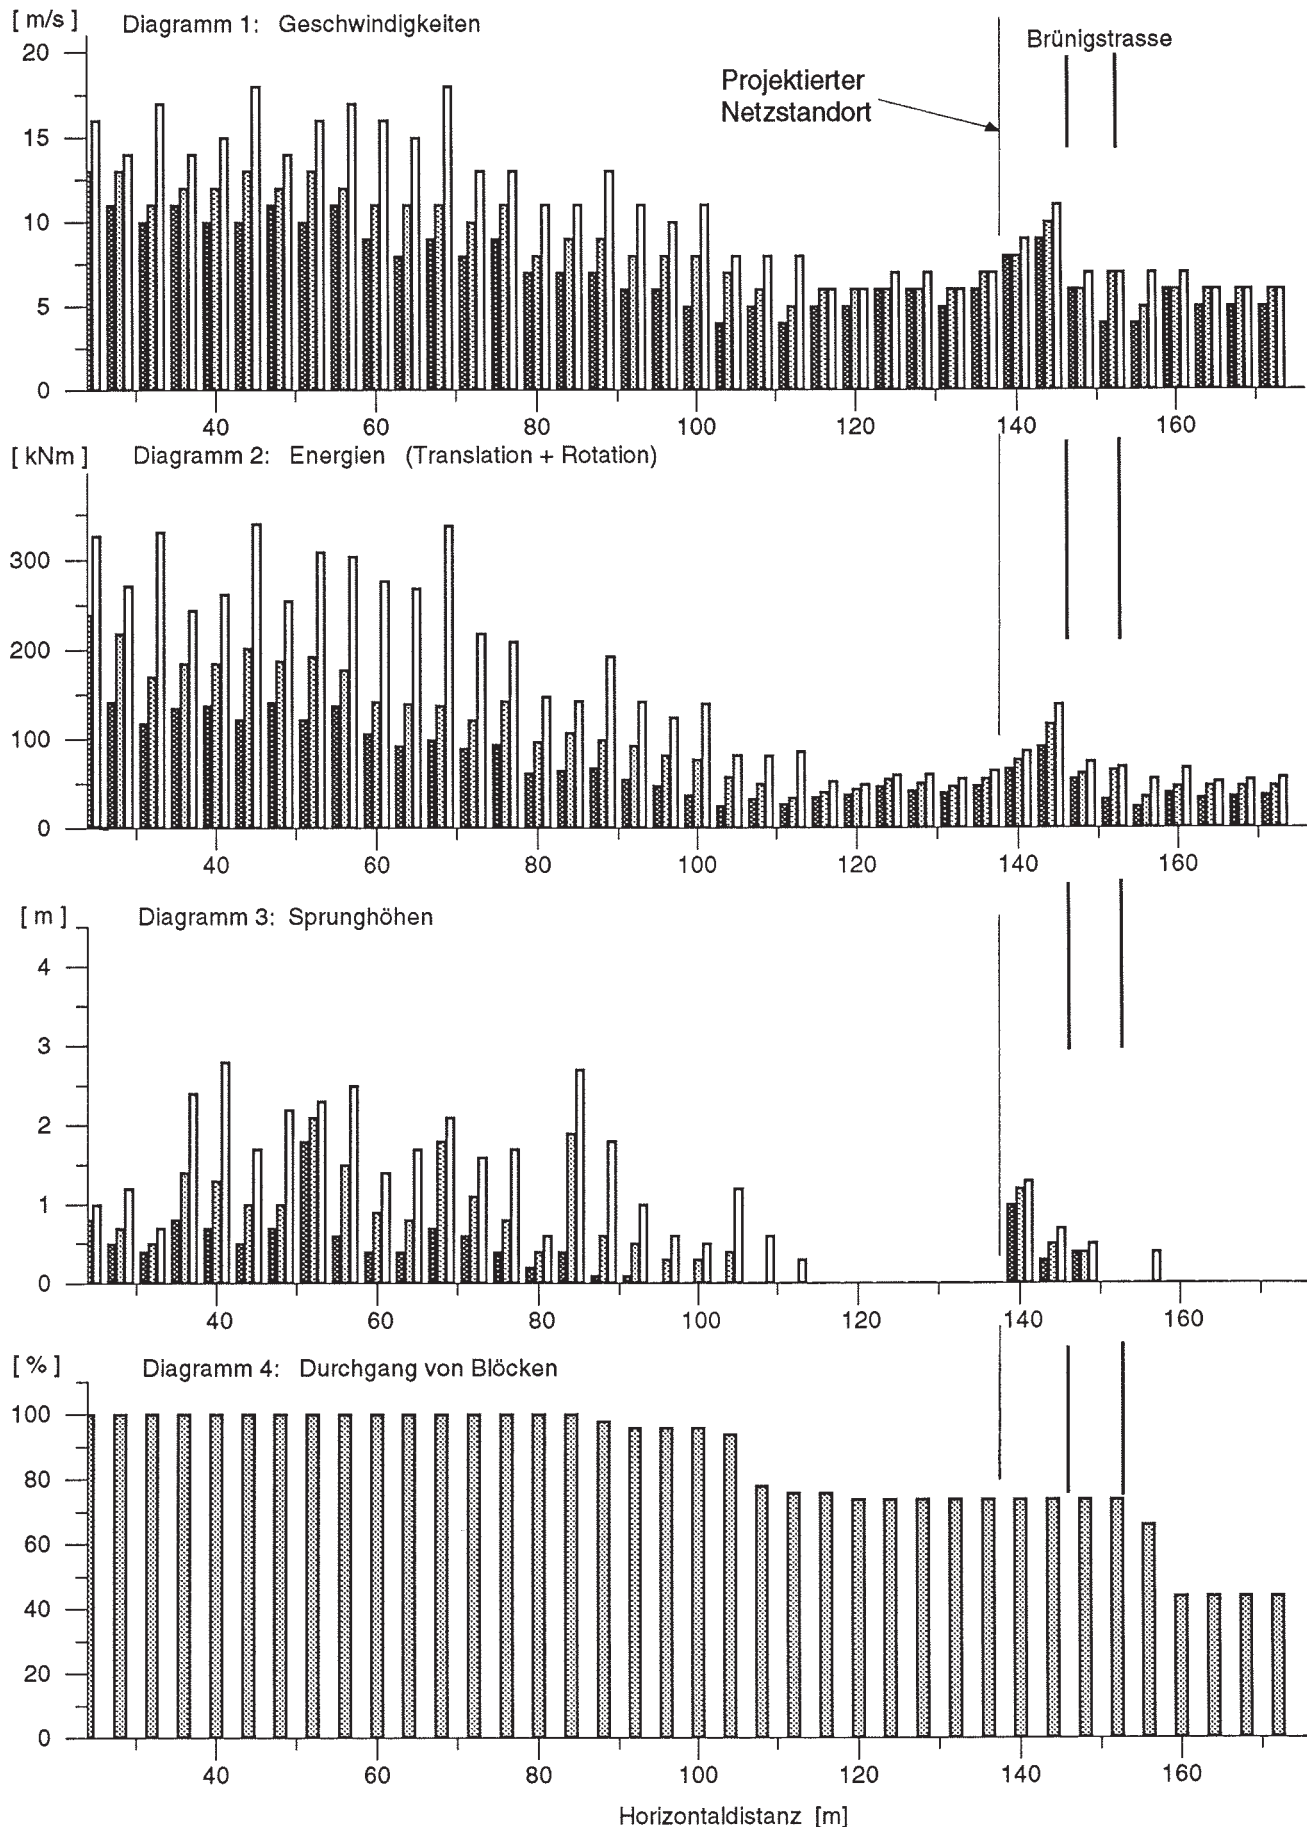 [ m/s ] Diagramm 1: Geschwindigkeiten
Brünigstrasse
Projektierter
Netzstandort
20
15
10
5
0
40 60 80 100 120 140 160
[ kNm ] Diagramm 2: Energien (Translation + Rotation)
300
200
100
0
40 60 80 100 120 140 160
[ m ] Diagramm 3: Sprunghöhen
4
3
2
1
0
40 60 80 100 120 140 160
[ % ] Diagramm 4: Durchgang von Blöcken
100
80
60
40
20
0
40 60 80 100 120 140 160
Horizontaldistanz [m]